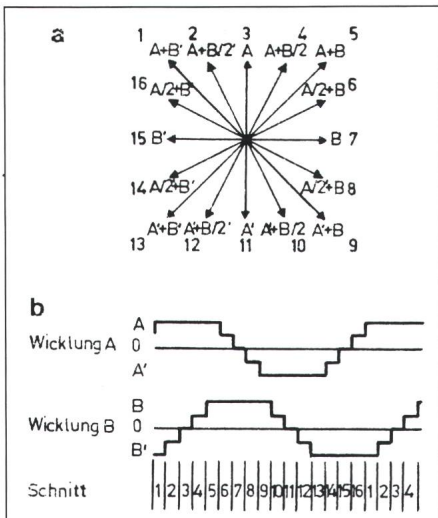 a
1 2 3 4 5
A+B' A+B/2' A A+B/2 A+B
16 A/2+B' A/2+B 6
15 B' B 7
14 A/2'+B' A/2'+B 8
A'+B' A'+B/2' A' A'+B/2 A'+B
13 12 11 10 9
b
A
Wicklung A 0
A'
B
Wicklung B 0
B'
Schnitt 1 2 3 4 5 6 7 8 9 10 11 12 13 14 15 16 1 2 3 4